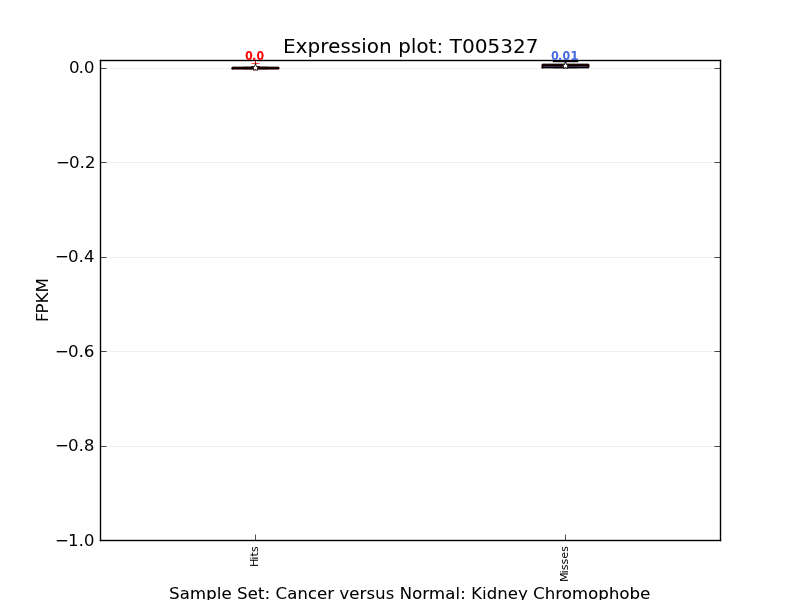 Expression plot: T005327
0.0
0.01
0.0
−0.2
−0.4
−0.6
−0.8
−1.0
FPKM
Hits
Misses
Sample Set: Cancer versus Normal: Kidney Chromophobe